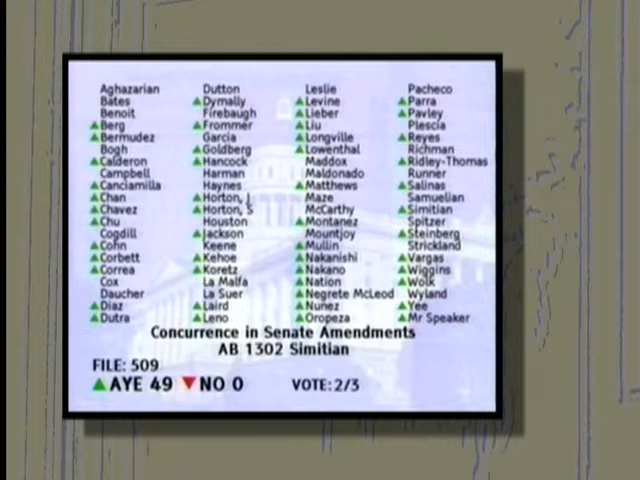 Aghazarian Dutton Leslie Pacheco
Bates ▲Dymally ▲Levine ▲Parra
Benoit Firebaugh ▲Lieber ▲Pavley
▲Berg ▲Frommer ▲Liu Plescia
▲Bermudez Garcia ▲Longville ▲Reyes
Bogh ▲Goldberg ▲Lowenthal Richman
▲Calderon ▲Hancock Maddox ▲Ridley-Thomas
Campbell Harman Maldonado Runner
▲Canciamilla Haynes ▲Matthews ▲Salinas
▲Chan ▲Horton, J Maze Samuelian
▲Chavez ▲Horton, S McCarthy ▲Simitian
▲Chu Houston ▲Montanez Spitzer
Cogdill ▲Jackson Mountjoy ▲Steinberg
▲Cohn Keene ▲Mullin Strickland
▲Corbett ▲Kehoe ▲Nakanishi ▲Vargas
▲Correa ▲Koretz ▲Nakano ▲Wiggins
Cox La Malfa ▲Nation ▲Wolk
Daucher La Suer ▲Negrete McLeod Wyland
▲Diaz ▲Laird ▲Nunez ▲Yee
▲Dutra ▲Leno ▲Oropeza ▲Mr Speaker
Concurrence in Senate Amendments
AB 1302 Simitian
FILE: 509
▲AYE 49 ▼NO 0 VOTE: 2/3